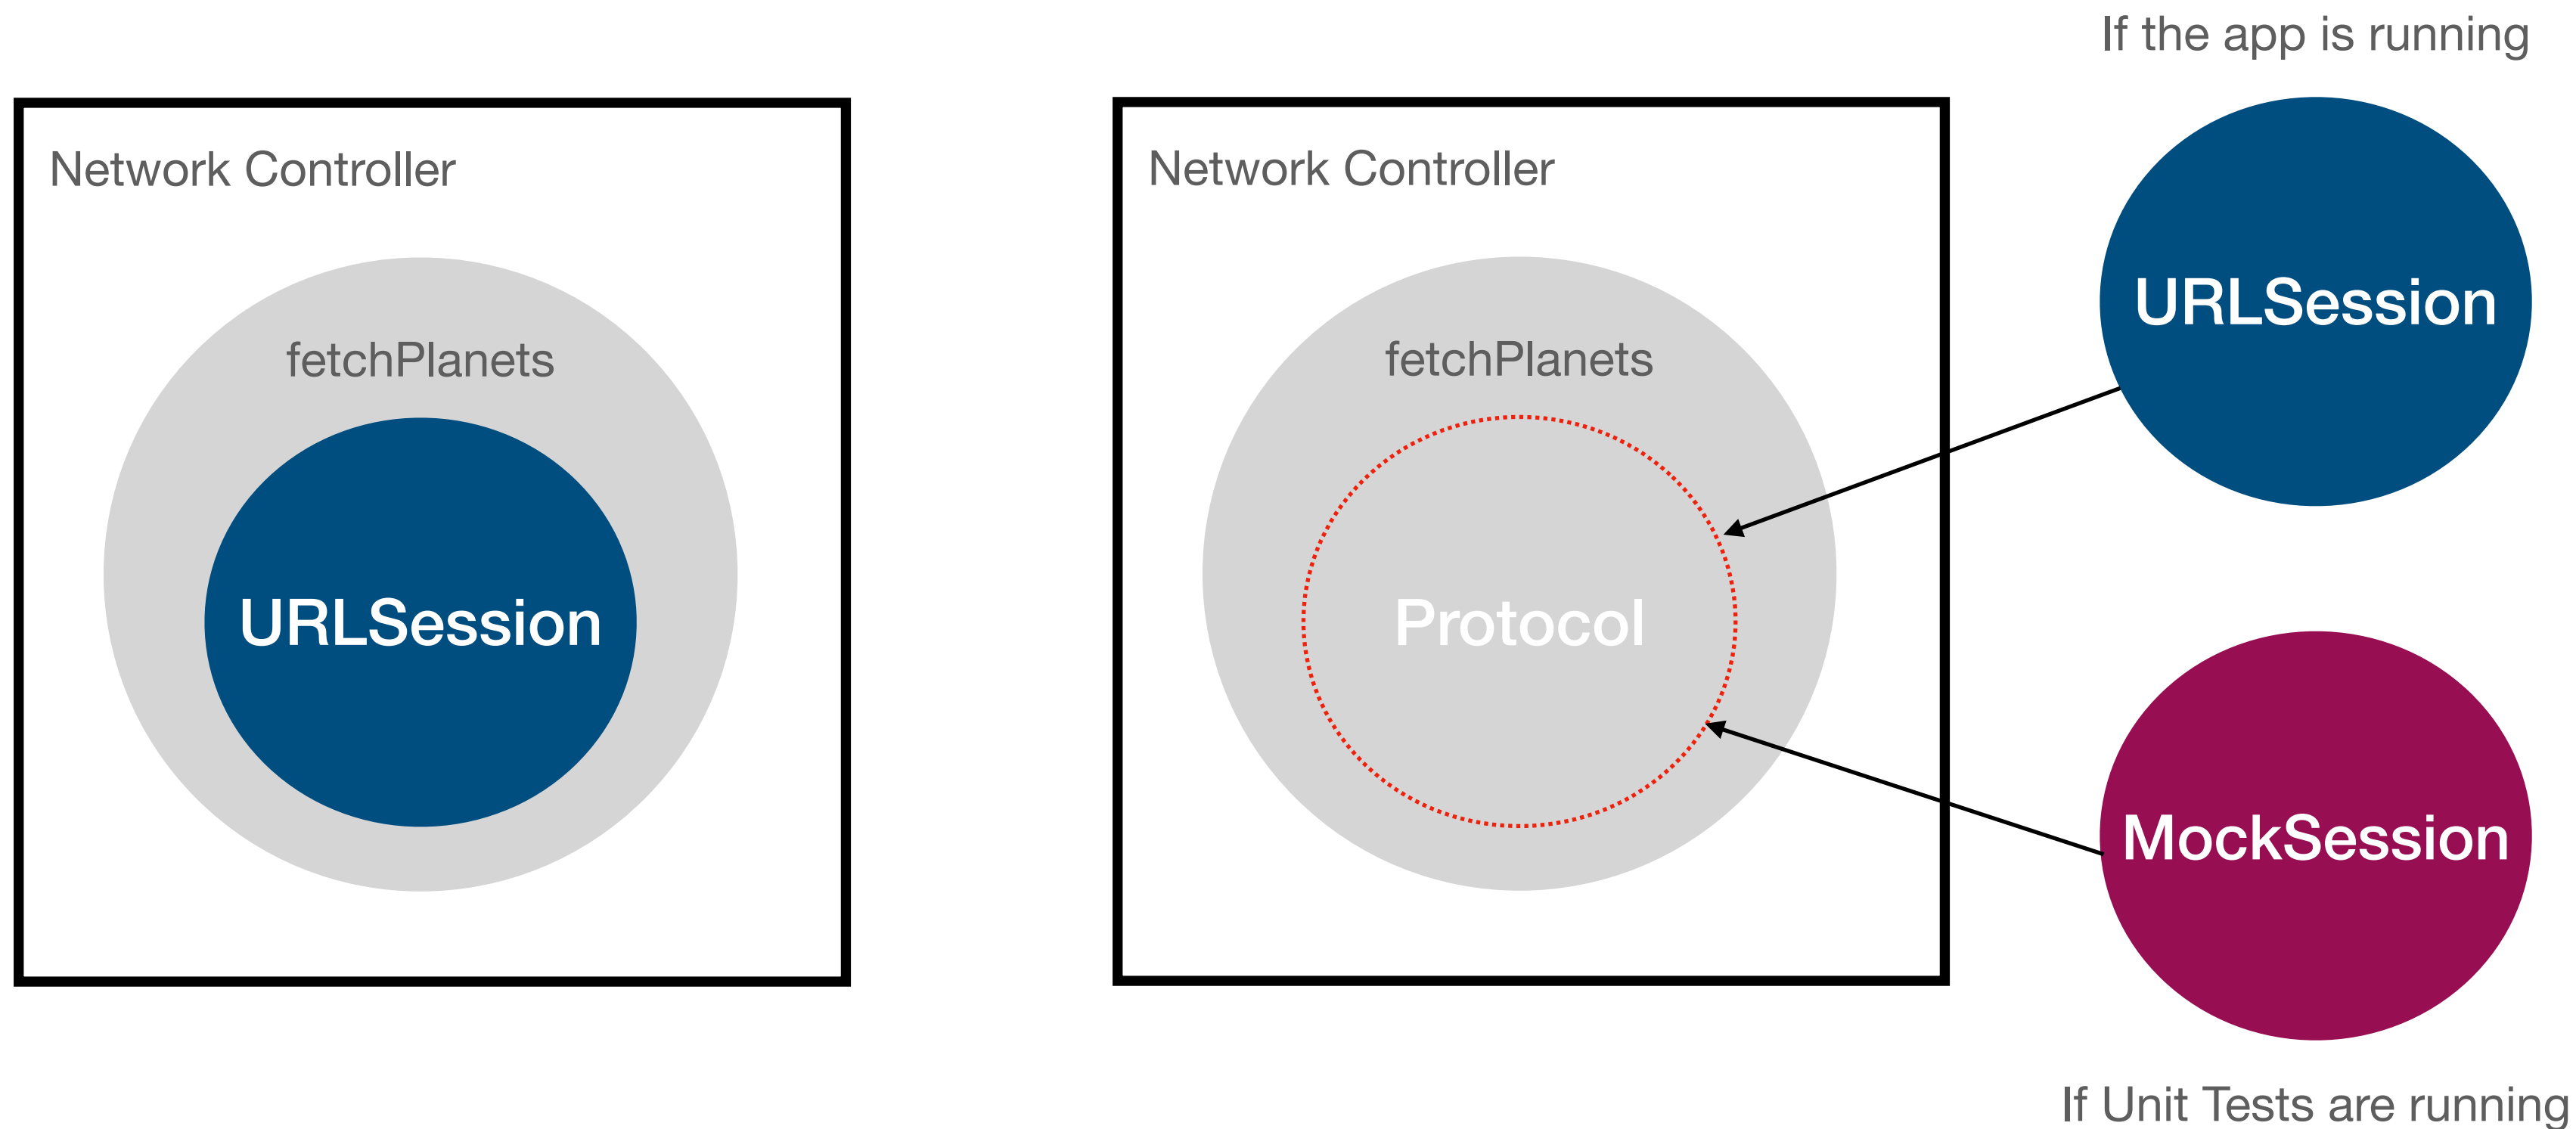 Network Controller
fetchPlanets
URLSession
Network Controller
fetchPlanets
Protocol
If the app is running
URLSession
MockSession
If Unit Tests are running